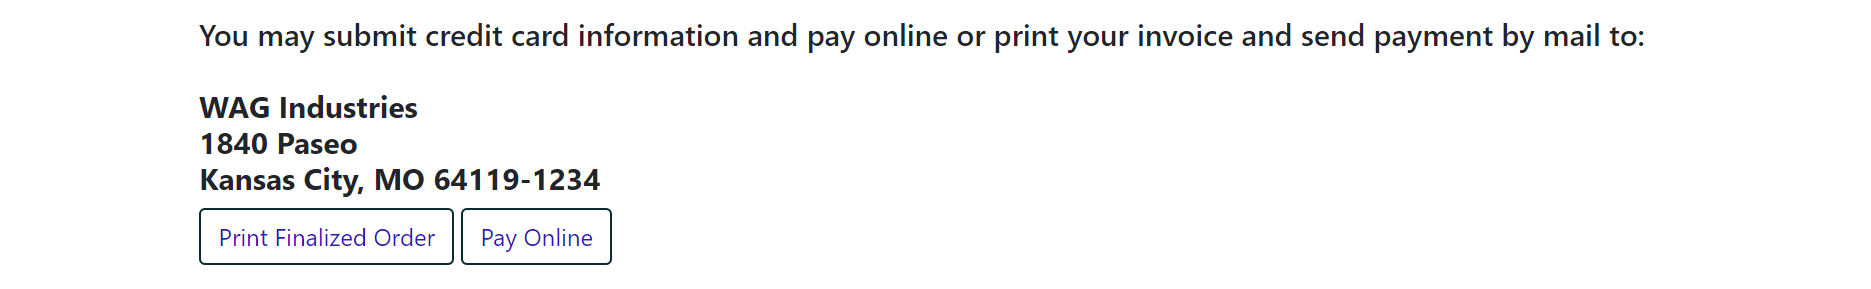 You may submit credit card information and pay online or print your invoice and send payment by mail to:
WAG Industries
1840 Paseo
Kansas City, MO 64119-1234
Print Finalized Order
Pay Online